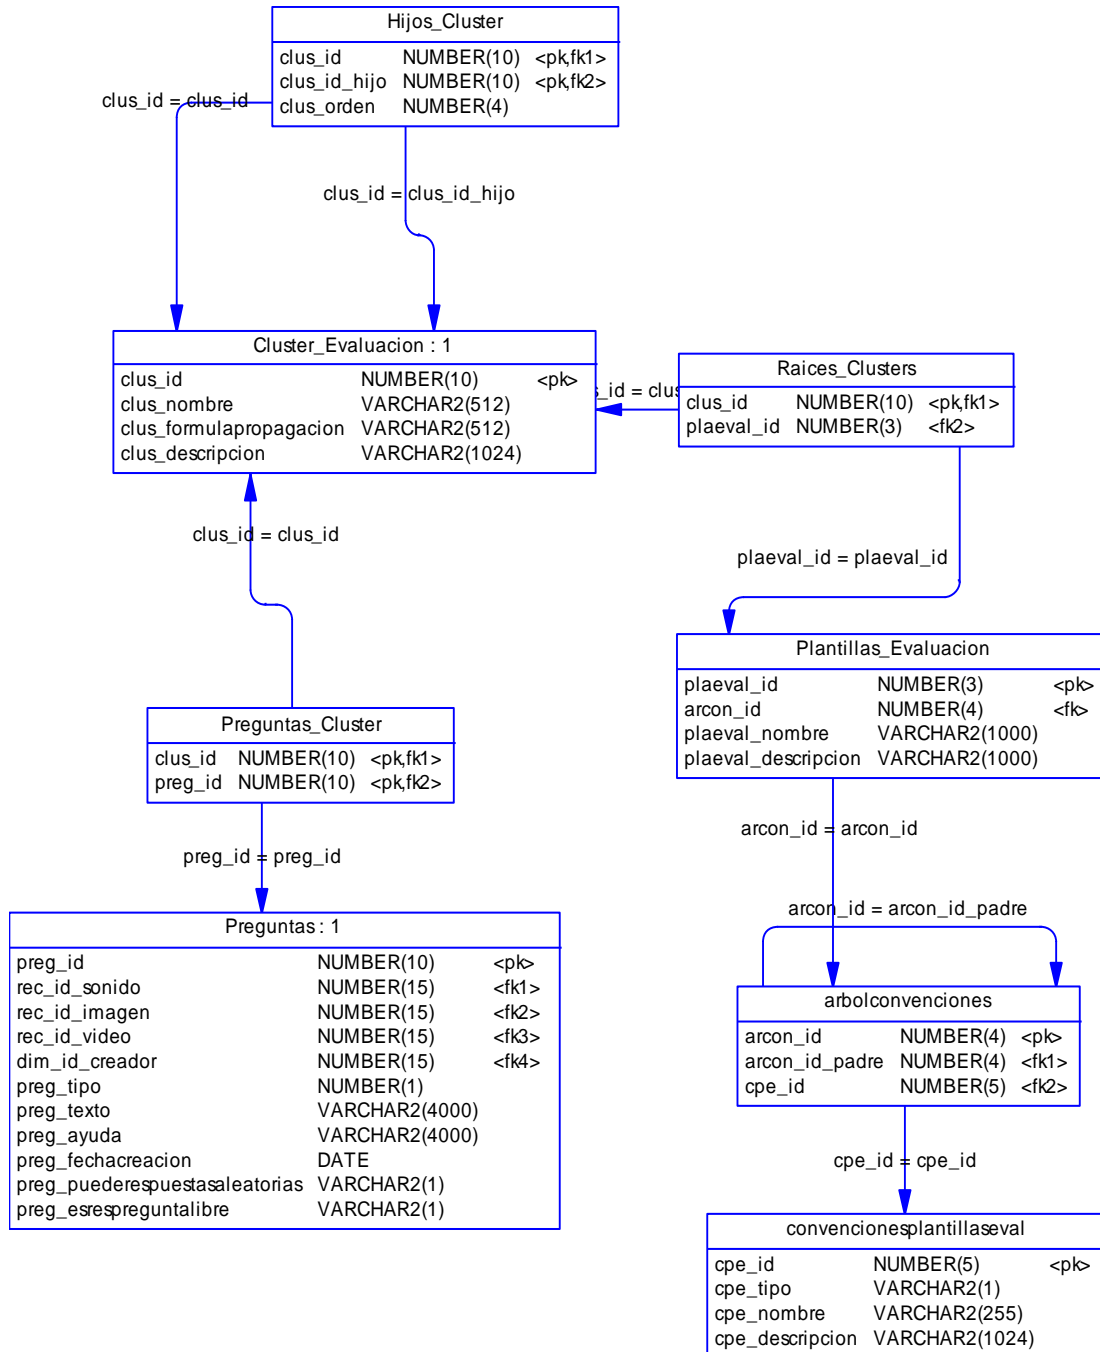 Hijos_Cluster
clus_id NUMBER(10) <pk,fk1>
clus_id_hijo NUMBER(10) <pk,fk2>
clus_orden NUMBER(4)
clus_id = clus_id
clus_id = clus_id_hijo
Cluster_Evaluacion : 1
clus_id NUMBER(10) <pk>
clus_nombre VARCHAR2(512)
clus_formulapropagacion VARCHAR2(512)
clus_descripcion VARCHAR2(1024)
s_id = clus
Raices_Clusters
clus_id NUMBER(10) <pk,fk1>
plaeval_id NUMBER(3) <fk2>
clus_id = clus_id
plaeval_id = plaeval_id
Plantillas_Evaluacion
plaeval_id NUMBER(3) <pk>
arcon_id NUMBER(4) <fk>
plaeval_nombre VARCHAR2(1000)
plaeval_descripcion VARCHAR2(1000)
Preguntas_Cluster
clus_id NUMBER(10) <pk,fk1>
preg_id NUMBER(10) <pk,fk2>
arcon_id = arcon_id
preg_id = preg_id
arcon_id = arcon_id_padre
Preguntas : 1
preg_id NUMBER(10) <pk>
rec_id_sonido NUMBER(15) <fk1>
rec_id_imagen NUMBER(15) <fk2>
rec_id_video NUMBER(15) <fk3>
dim_id_creador NUMBER(15) <fk4>
preg_tipo NUMBER(1)
preg_texto VARCHAR2(4000)
preg_ayuda VARCHAR2(4000)
preg_fechacreacion DATE
preg_puederespuestasaleatorias VARCHAR2(1)
preg_esrespreguntalibre VARCHAR2(1)
arbolconvenciones
arcon_id NUMBER(4) <pk>
arcon_id_padre NUMBER(4) <fk1>
cpe_id NUMBER(5) <fk2>
cpe_id = cpe_id
convencionesplantillaseval
cpe_id NUMBER(5) <pk>
cpe_tipo VARCHAR2(1)
cpe_nombre VARCHAR2(255)
cpe_descripcion VARCHAR2(1024)